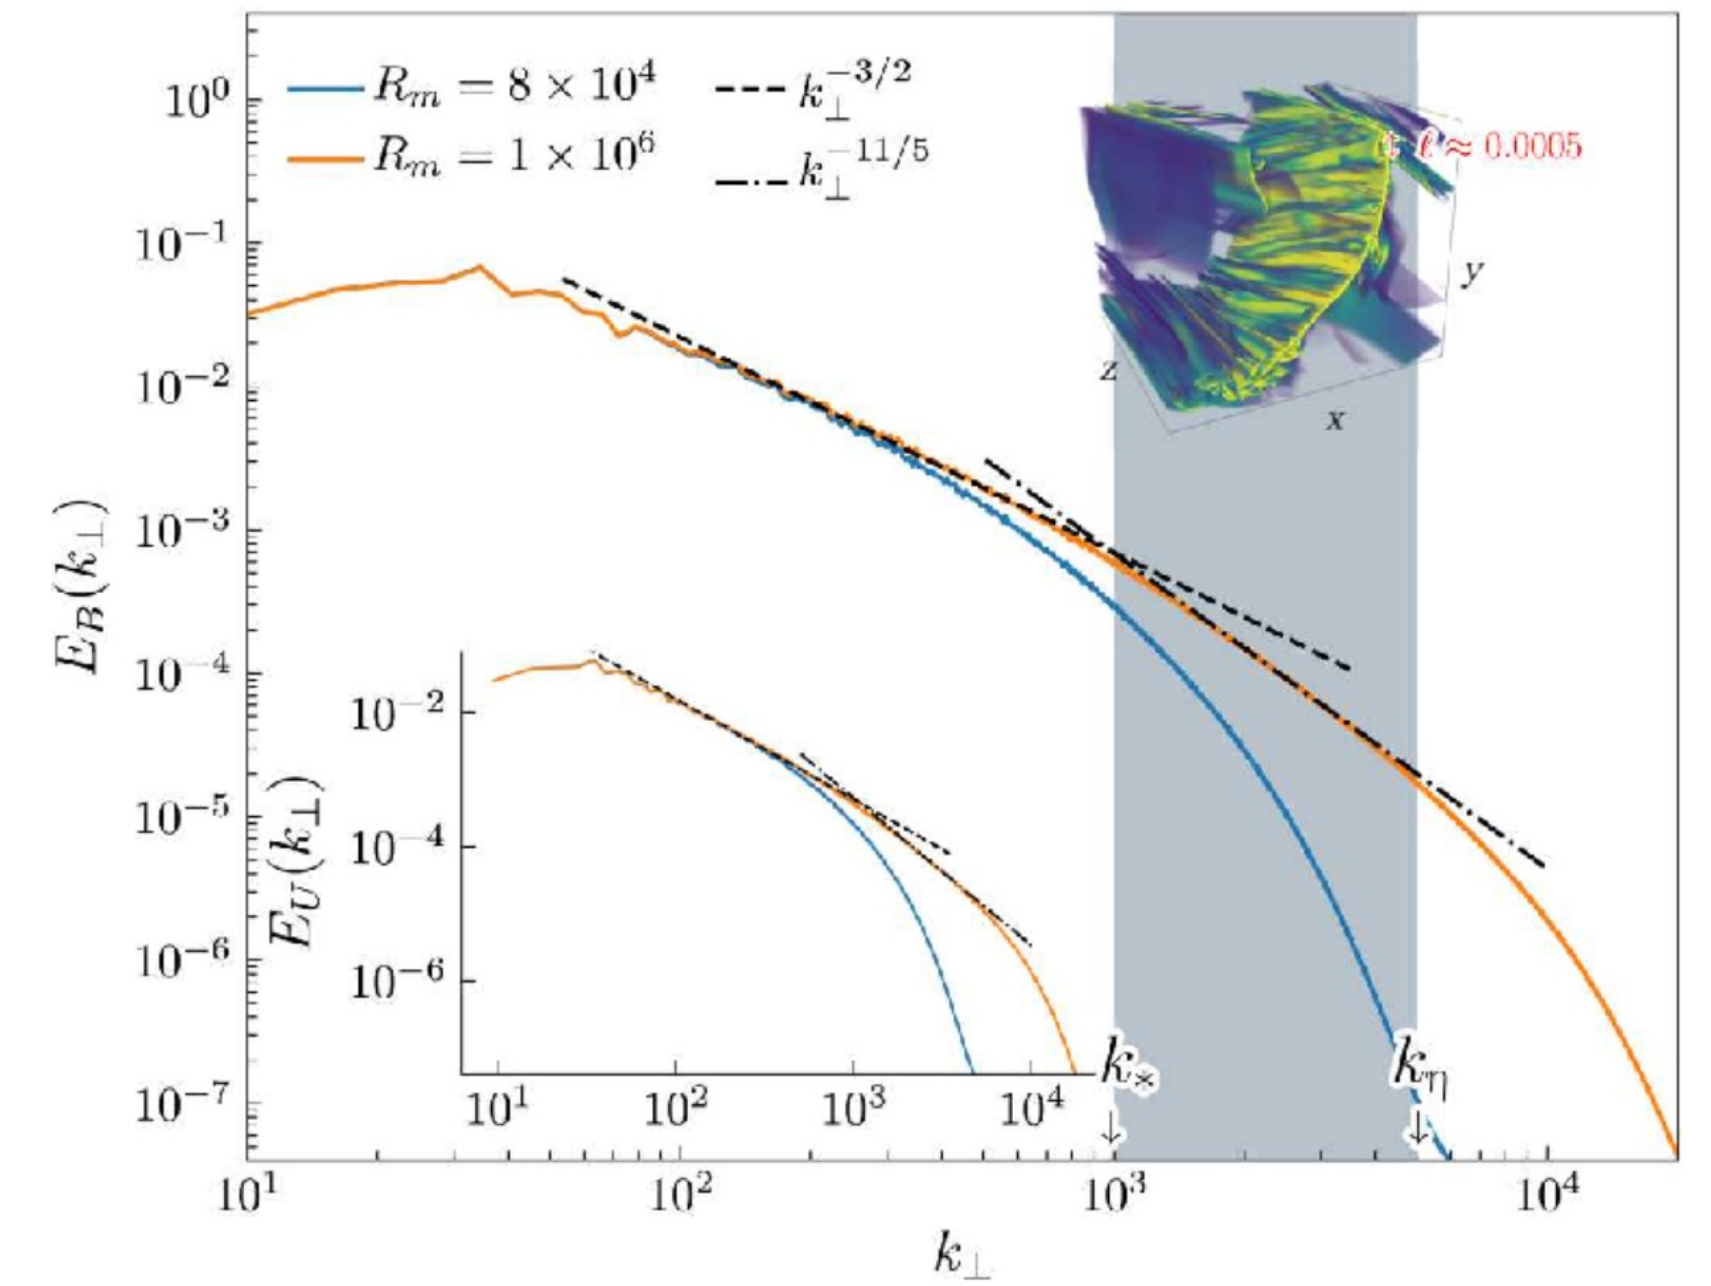 R_m = 8 × 10^4
R_m = 1 × 10^6
k_⊥^{-3/2}
k_⊥^{-11/5}
ℓ ≈ 0.0005
x
y
z
E_B(k_⊥)
10^0
10^{-1}
10^{-2}
10^{-3}
10^{-4}
10^{-5}
10^{-6}
10^{-7}
E_U(k_⊥)
10^{-2}
10^{-4}
10^{-6}
10^1 10^2 10^3 10^4
k_*
k_η
10^1 10^2 10^3 10^4
k_⊥